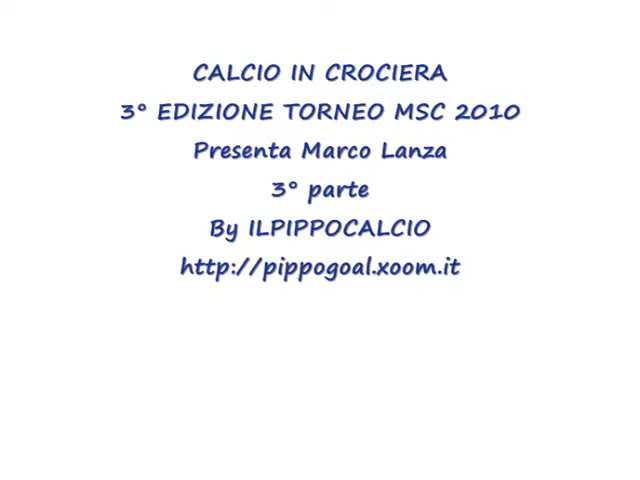 CALCIO IN CROCIERA
3° EDIZIONE TORNEO MSC 2010
Presenta Marco Lanza
3° parte
By ILPIPPOCALCIO
http://pippogoal.xoom.it